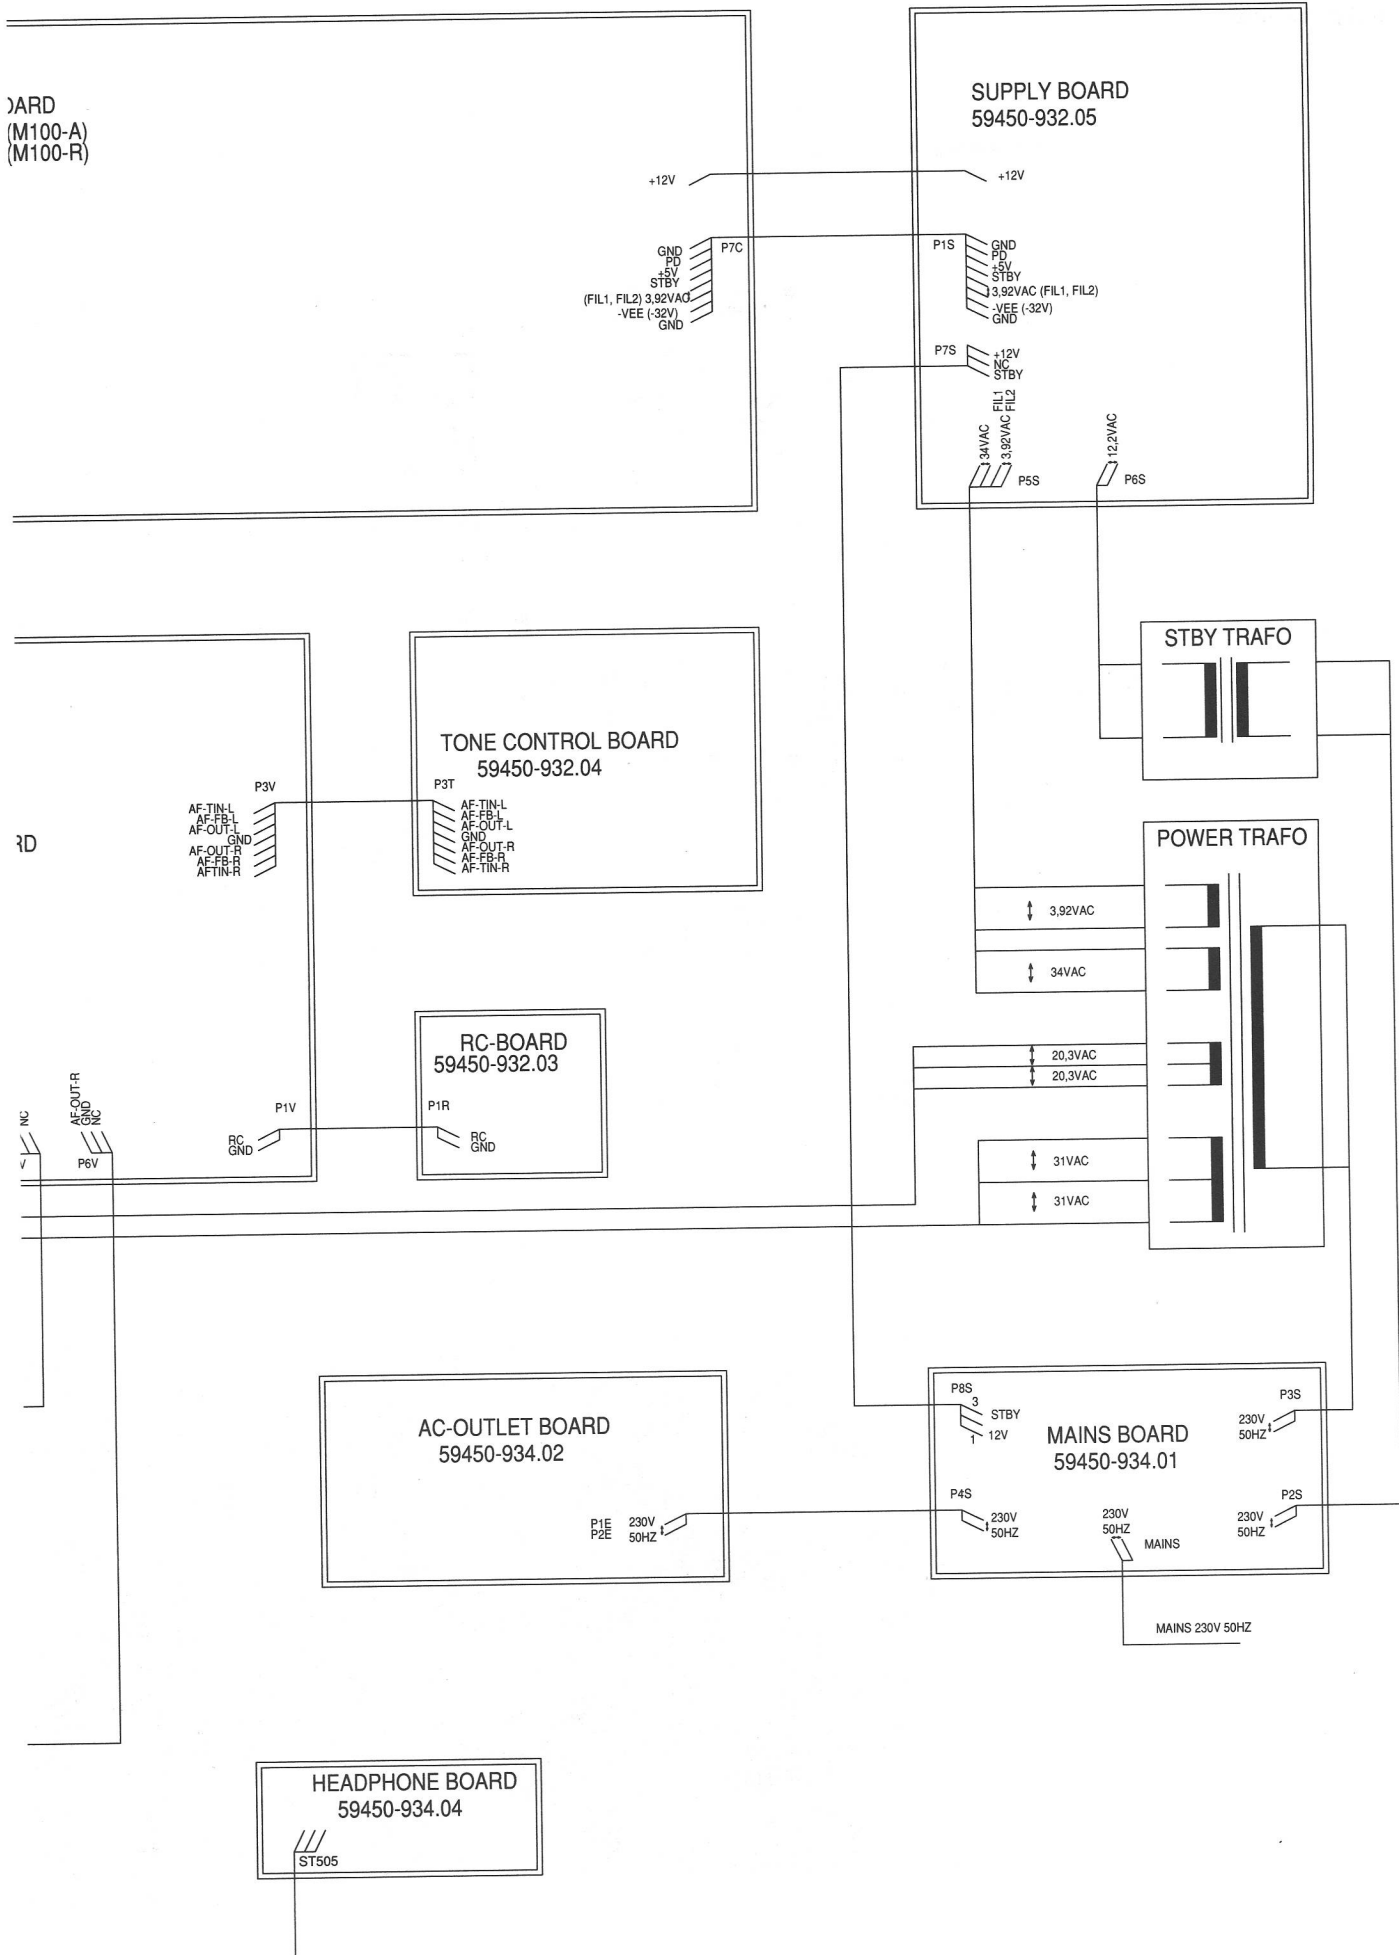 (M100-A)
(M100-R)
+12V
P7C
GND
PD
+5V
STBY
(FIL1, FIL2) 3,92VAC
-VEE (-32V)
GND
SUPPLY BOARD
59450-932.05
+12V
P1S
GND
PD
+5V
STBY
3,92VAC (FIL1, FIL2)
-VEE (-32V)
GND
P7S
+12V
NC
STBY
34VAC
3,92VAC
FIL1
FIL2
P5S
12,2VAC
P6S
STBY TRAFO
POWER TRAFO
3,92VAC
34VAC
20,3VAC
20,3VAC
31VAC
31VAC
P3V
AF-TIN-L
AF-FB-L
AF-OUT-L
GND
AF-OUT-R
AF-FB-R
AFTIN-R
TONE CONTROL BOARD
59450-932.04
P3T
AF-TIN-L
AF-FB-L
AF-OUT-L
GND
AF-OUT-R
AF-FB-R
AF-TIN-R
NC
AF-OUT-R
GND
NC
P6V
P1V
RC
GND
RC-BOARD
59450-932.03
P1R
RC
GND
AC-OUTLET BOARD
59450-934.02
P1E
P2E
230V
50HZ
MAINS BOARD
59450-934.01
P8S
3
STBY
1
12V
P3S
230V
50HZ
P4S
230V
50HZ
230V
50HZ
MAINS
P2S
230V
50HZ
MAINS 230V 50HZ
HEADPHONE BOARD
59450-934.04
ST505